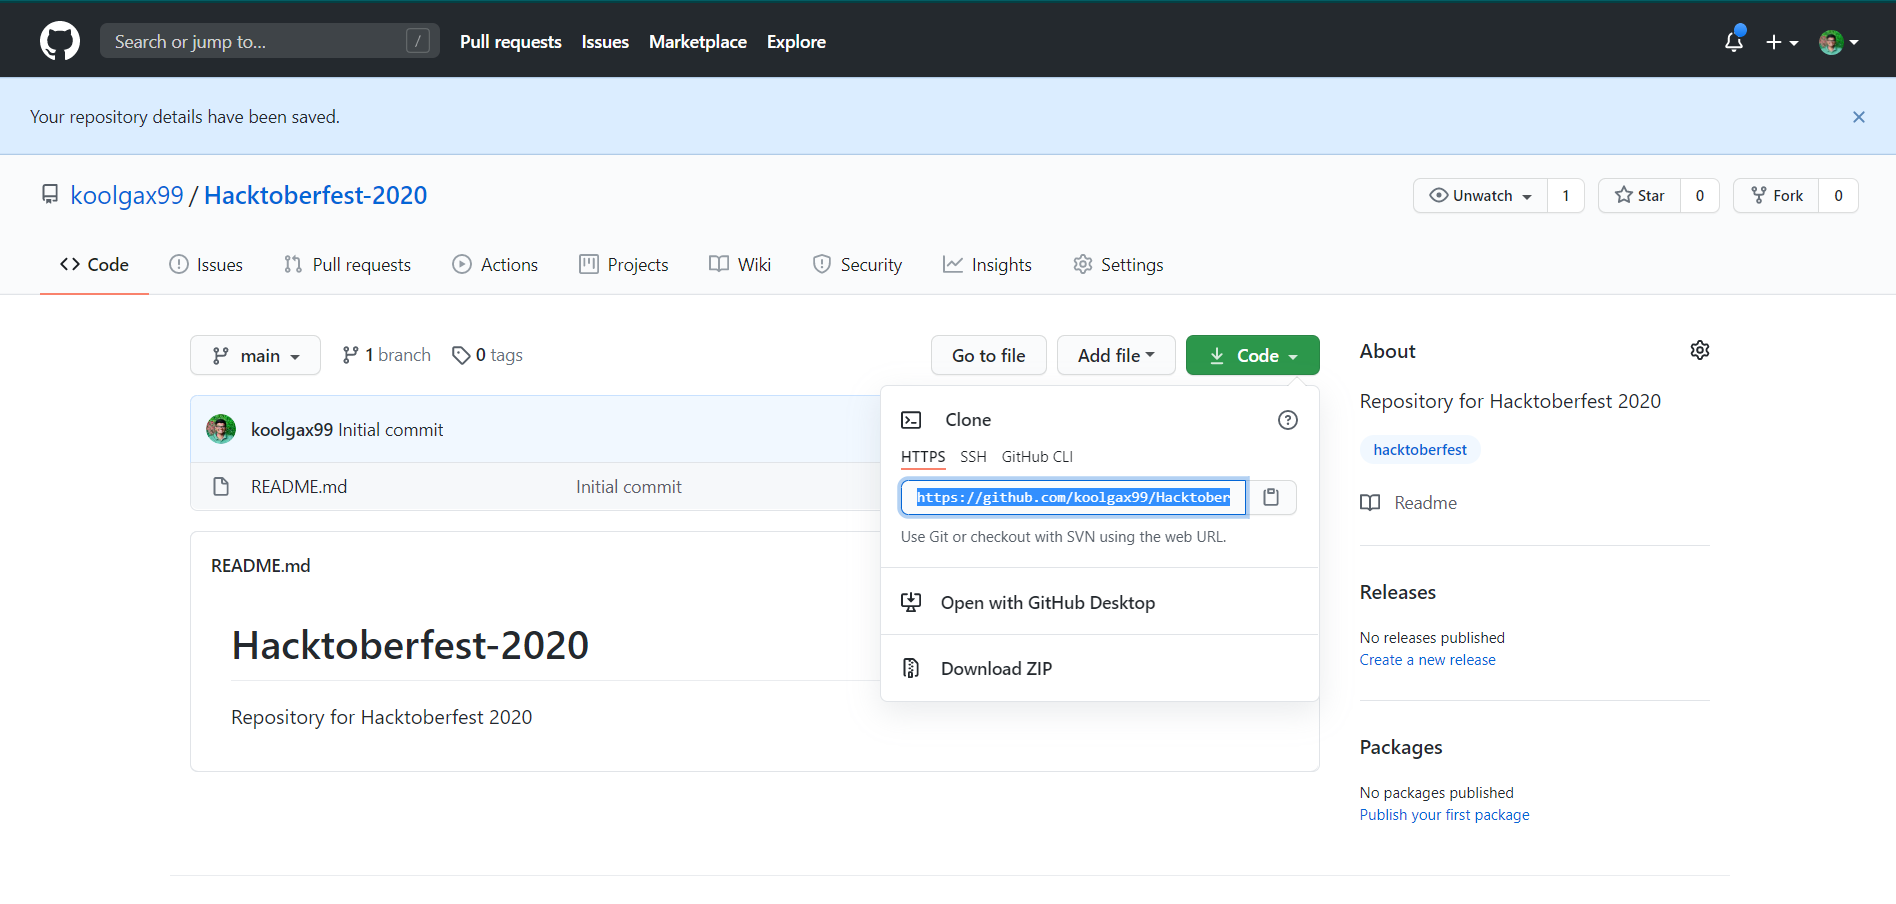 Search or jump to... /
Pull requests Issues Marketplace Explore
Your repository details have been saved.
koolgax99 / Hacktoberfest-2020
Unwatch 1 Star 0 Fork 0
Code Issues Pull requests Actions Projects Wiki Security Insights Settings
main 1 branch 0 tags
Go to file Add file Code
koolgax99 Initial commit
README.md Initial commit
README.md
Hacktoberfest-2020
Repository for Hacktoberfest 2020
Clone
HTTPS SSH GitHub CLI
https://github.com/koolgax99/Hacktober
Use Git or checkout with SVN using the web URL.
Open with GitHub Desktop
Download ZIP
About
Repository for Hacktoberfest 2020
hacktoberfest
Readme
Releases
No releases published
Create a new release
Packages
No packages published
Publish your first package